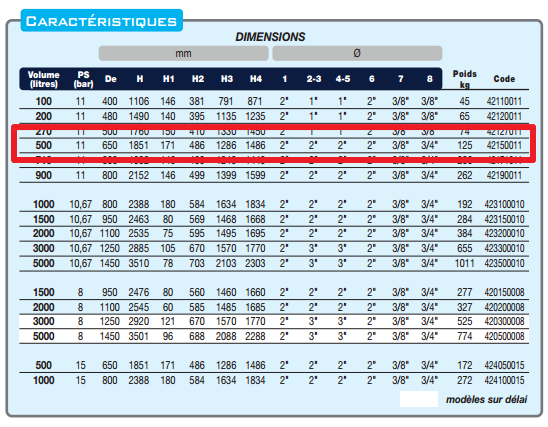 CARACTÉRISTIQUES
DIMENSIONS
mm Ø
Volume (litres) PS (bar) De H H1 H2 H3 H4 1 2-3 4-5 6 7 8 Poids kg Code
100 11 400 1106 146 381 791 871 2" 1" 1" 2" 3/8" 3/8" 45 42110011
200 11 480 1490 140 395 1135 1235 2" 1" 1" 2" 3/8" 3/8" 65 42120011
270 11 500 1760 150 410 1330 1450 2" 1" 1" 2" 3/8" 3/8" 74 42127011
500 11 650 1851 171 486 1286 1486 2" 2" 2" 2" 3/8" 3/4" 125 42150011
900 11 800 2152 146 499 1399 1599 2" 2" 2" 2" 3/8" 3/4" 262 42190011
1000 10,67 800 2388 180 584 1634 1834 2" 2" 2" 2" 3/8" 3/4" 192 423100010
1500 10,67 950 2463 80 569 1468 1668 2" 2" 2" 2" 3/8" 3/4" 284 423150010
2000 10,67 1100 2535 75 595 1495 1695 2" 2" 2" 2" 3/8" 3/4" 384 423200010
3000 10,67 1250 2885 105 670 1570 1770 2" 3" 3" 2" 3/8" 3/4" 655 423300010
5000 10,67 1450 3510 78 703 2103 2303 2" 3" 3" 2" 3/8" 3/4" 1011 423500010
1500 8 950 2476 80 560 1460 1660 2" 2" 2" 2" 3/8" 3/4" 277 420150008
2000 8 1100 2545 60 585 1485 1685 2" 2" 2" 2" 3/8" 3/4" 327 420200008
3000 8 1250 2920 121 670 1570 1770 2" 3" 3" 2" 3/8" 3/4" 525 420300008
5000 8 1450 3501 96 688 2088 2288 2" 3" 3" 2" 3/8" 3/4" 774 420500008
500 15 650 1851 171 486 1286 1486 2" 2" 2" 2" 3/8" 3/4" 172 424050015
1000 15 800 2388 180 584 1634 1834 2" 2" 2" 2" 3/8" 3/4" 272 424100015
modèles sur délai